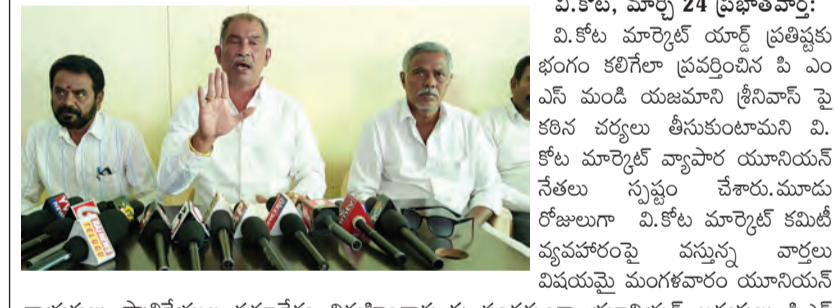 వి.కోట, మార్చి 24 ప్రభాతవార్త:
వి.కోట మార్కెట్ యార్డ్ ప్రతిష్టకు
భంగం కలిగేలా ప్రవర్తించిన పి ఎం
ఎస్ మండి యజమాని శ్రీనివాస్ పై
కఠిన చర్యలు తీసుకుంటామని వి.
కోట మార్కెట్ వ్యాపార యూనియన్
నేతలు స్పష్టం చేశారు.మూడు
రోజులుగా వి.కోట మార్కెట్ కమిటీ
వ్యవహారంపై వస్తున్న వార్తలు
విషయమై మంగళవారం యూనియన్